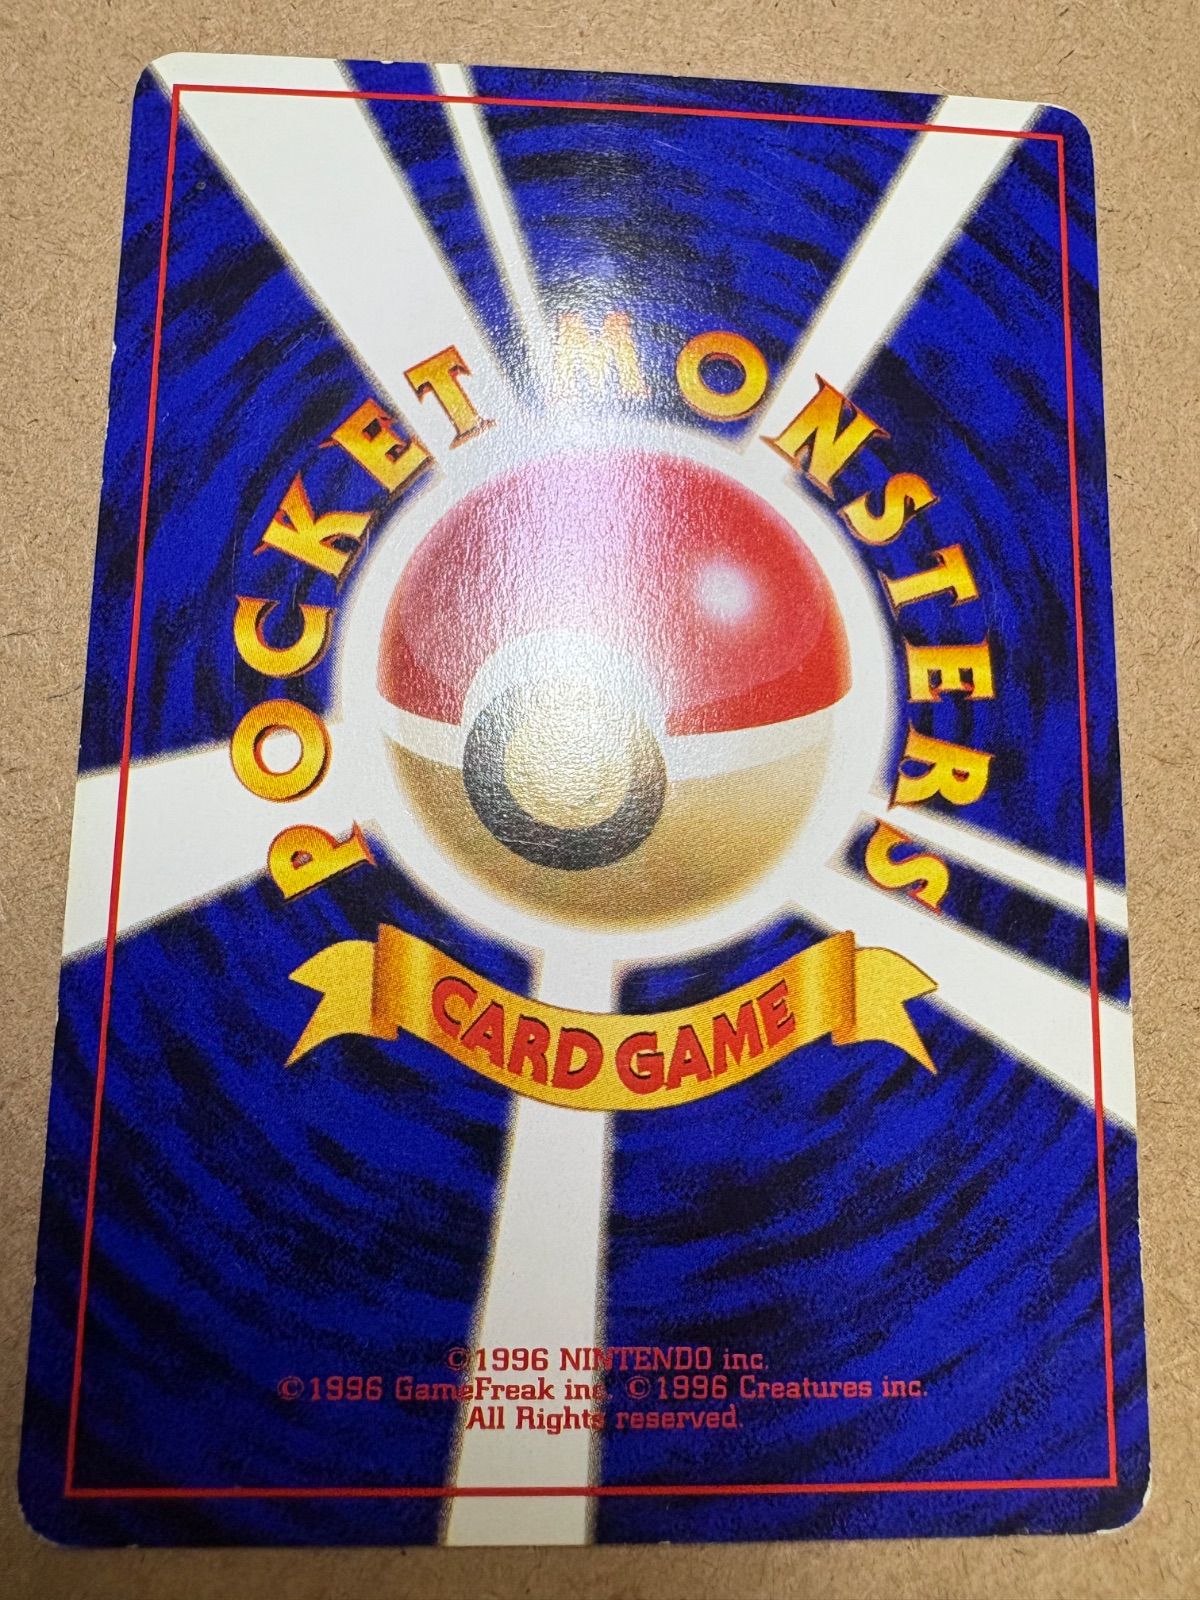 POCKET MONSTERS
CARD GAME
©1996 NINTENDO inc.
©1996 GameFreak inc. ©1996 Creatures inc.
All Rights reserved.